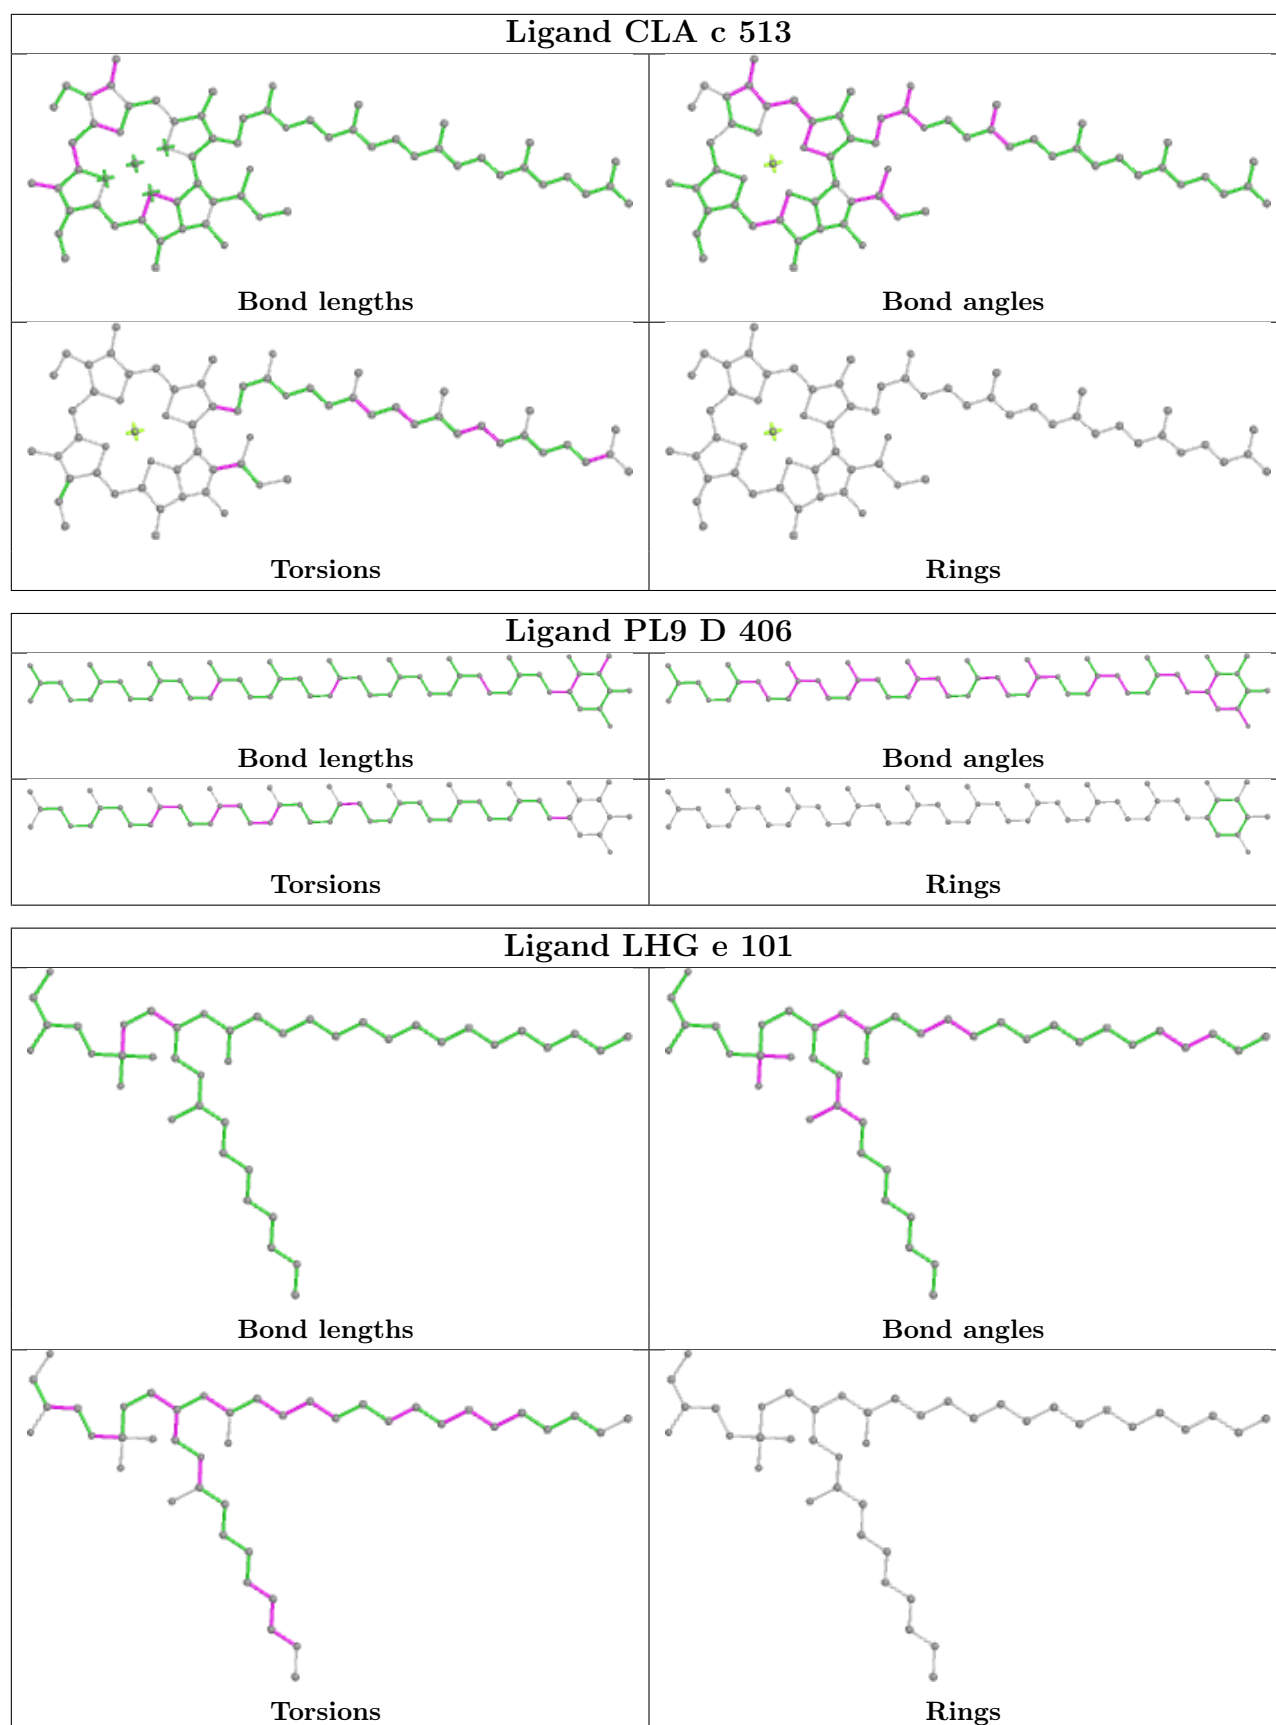 Ligand CLA c 513
Bond lengths
Bond angles
Torsions
Rings
Ligand PL9 D 406
Bond lengths
Bond angles
Torsions
Rings
Ligand LHG e 101
Bond lengths
Bond angles
Torsions
Rings